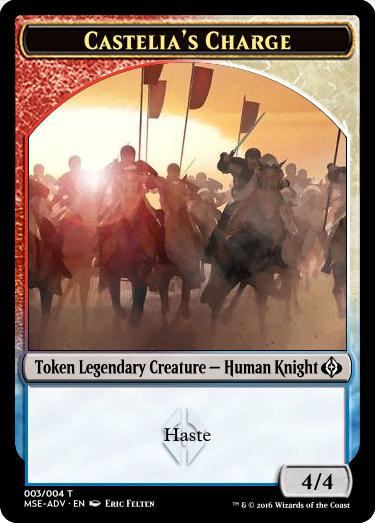 Castelia's Charge
Token Legendary Creature — Human Knight
Haste
4/4
003/004 T
MSE-ADV • EN Eric Felten
™ & © 2016 Wizards of the Coast